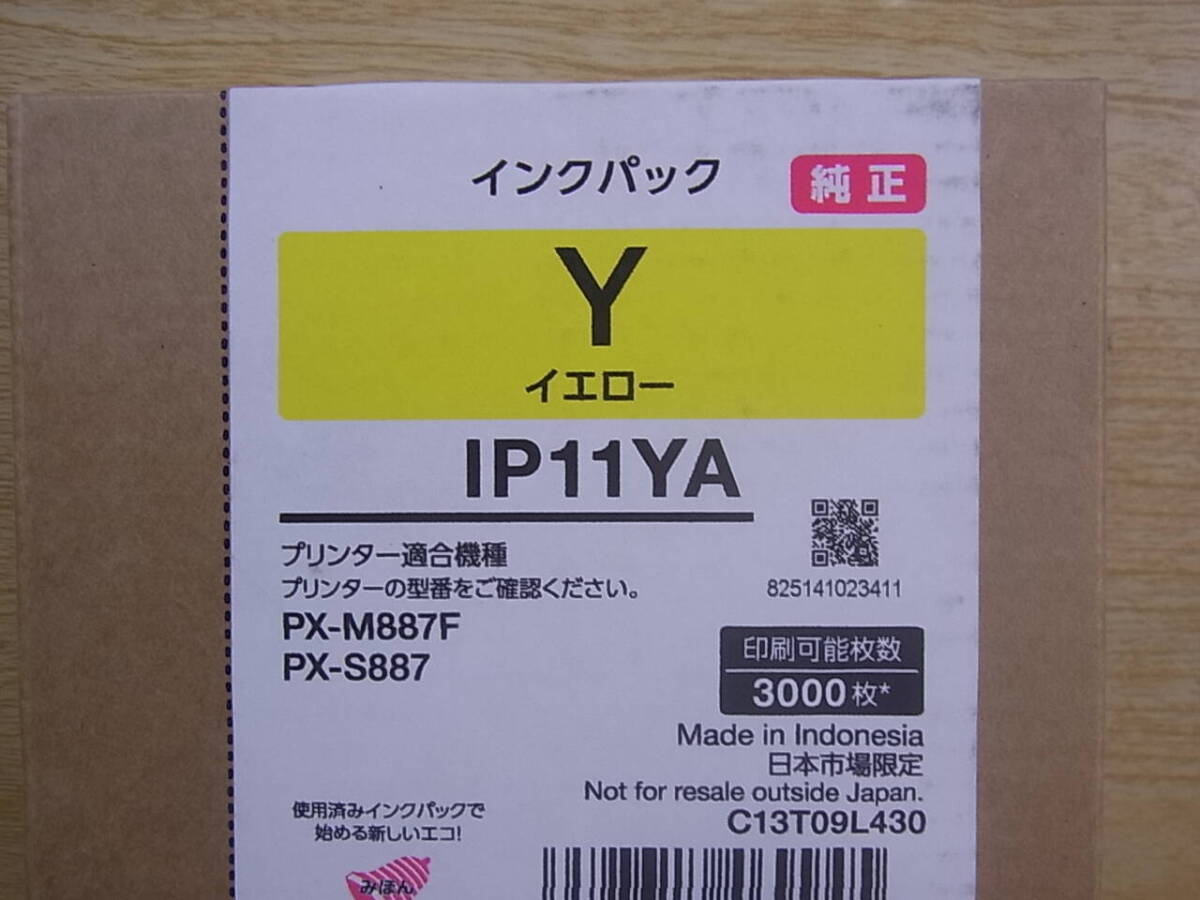 インクパック
純正
Y
イエロー
IP11YA
プリンター適合機種
プリンターの型番をご確認ください。
PX-M887F
PX-S887
825141023411
印刷可能枚数
3000枚*
Made in Indonesia
日本市場限定
Not for resale outside Japan.
C13T09L430
使用済みインクパックで
始める新しいエコ!
みほん